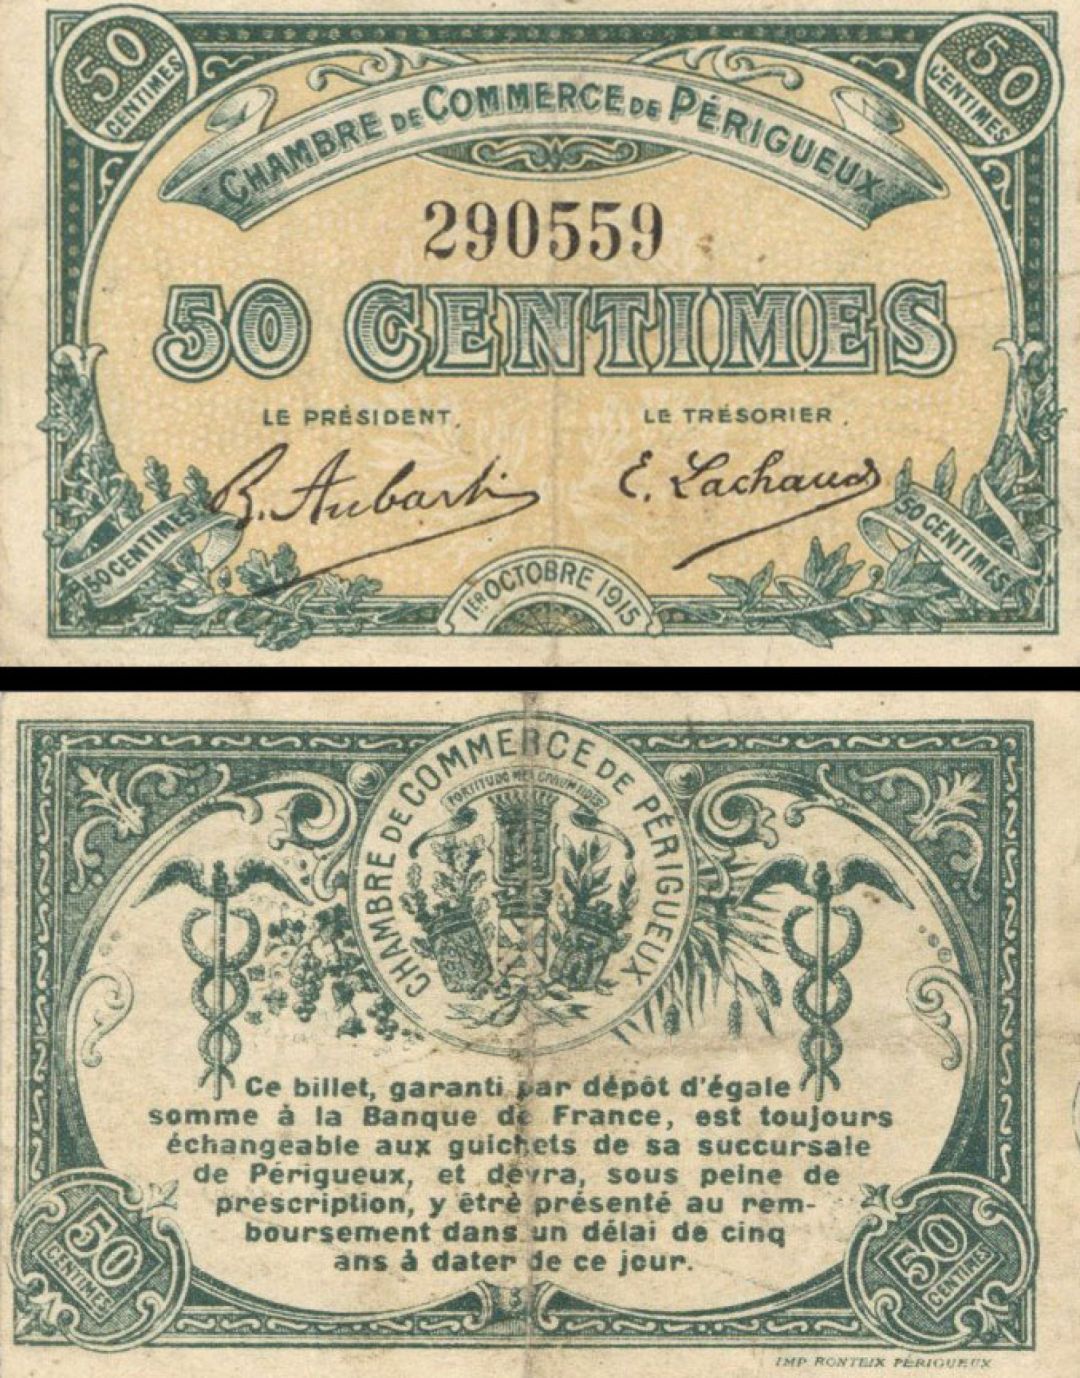 50
CENTIMES
50
CENTIMES
CHAMBRE DE COMMERCE DE PÉRIGUEUX
290559
50 CENTIMES
LE PRÉSIDENT,
LE TRÉSORIER,
E. Lachaud
50 CENTIMES
50 CENTIMES
1ER OCTOBRE 1915
CHAMBRE DE COMMERCE DE PÉRIGUEUX
Ce billet, garanti par dépôt d'égale
somme à la Banque de France, est toujours
échangeable aux guichets de sa succursale
de Périgueux, et devra, sous peine de
prescription, y être présenté au rem-
boursement dans un délai de cinq
ans à dater de ce jour.
50
CENTIMES
50
CENTIMES
IMP RONTEIX PÉRIGUEUX